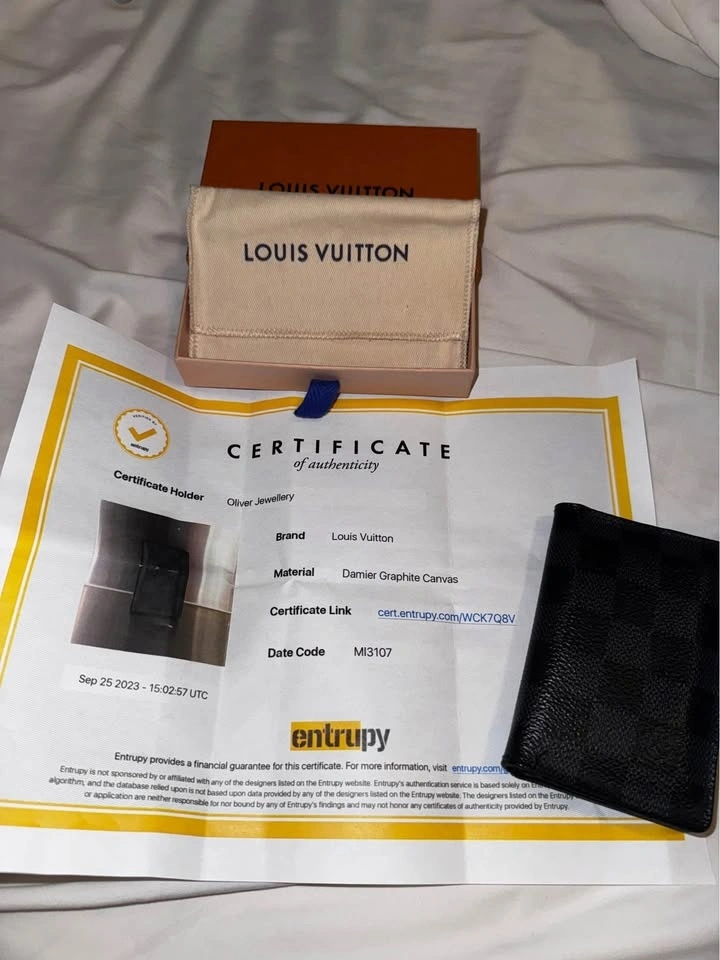 LOUIS VUITTON
LOUIS VUITTON
VERIFIED BY
entrupy
CERTIFICATE
of authenticity
Certificate Holder Oliver Jewellery
Brand Louis Vuitton
Material Damier Graphite Canvas
Certificate Link cert.entrupy.com/WCK7Q8V
Date Code MI3107
Sep 25 2023 - 15:02:57 UTC
entrupy
Entrupy provides a financial guarantee for this certificate. For more information, visit entrupy.com/
Entrupy is not sponsored by or affiliated with any of the designers listed on the Entrupy website. Entrupy's authentication service is based solely on
algorithm, and the database relied upon is not based upon data provided by any of the designers listed on the Entrupy website. The designers listed on the Entrupy
or application are neither responsible for nor bound by any of Entrupy's findings and may not honor any certificates of authenticity provided by Entrupy.